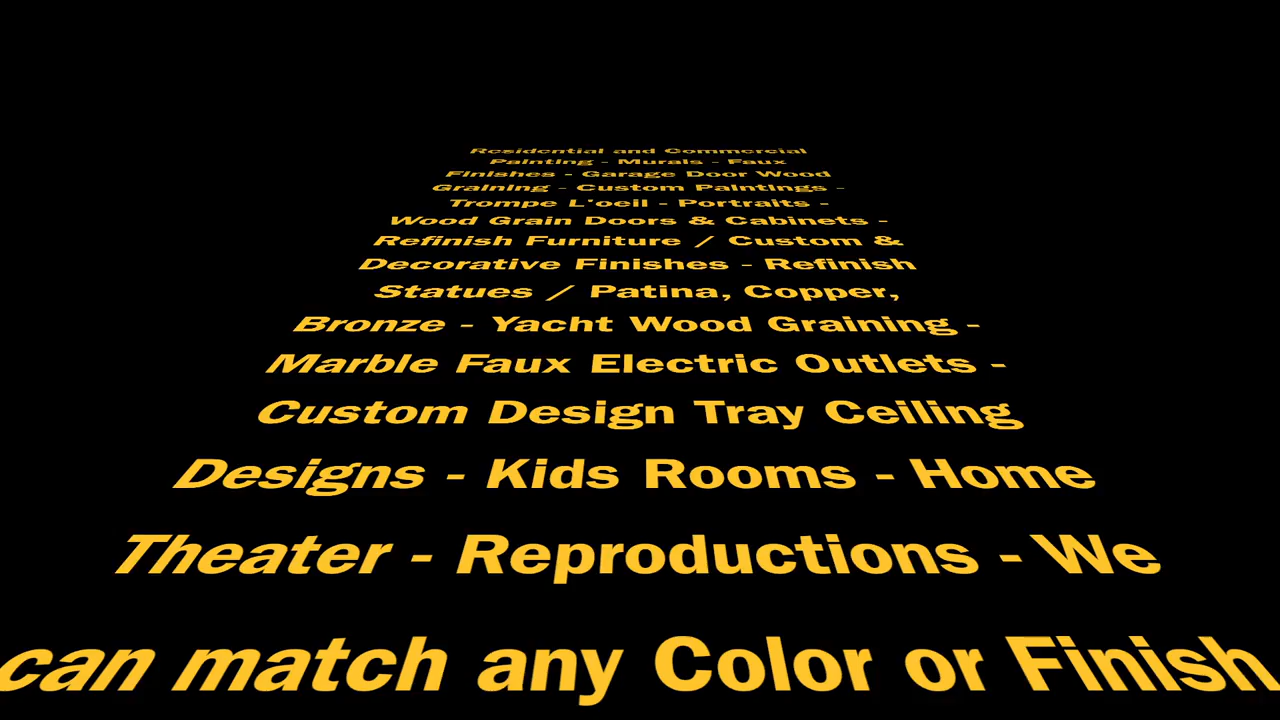 Residential and Commercial
Painting - Murals - Faux
Finishes - Garage Door Wood
Graining - Custom Paintings -
Trompe L'oeil - Portraits -
Wood Grain Doors & Cabinets -
Refinish Furniture / Custom &
Decorative Finishes - Refinish
Statues / Patina, Copper,
Bronze - Yacht Wood Graining -
Marble Faux Electric Outlets -
Custom Design Tray Ceiling
Designs - Kids Rooms - Home
Theater - Reproductions - We
can match any Color or Finish